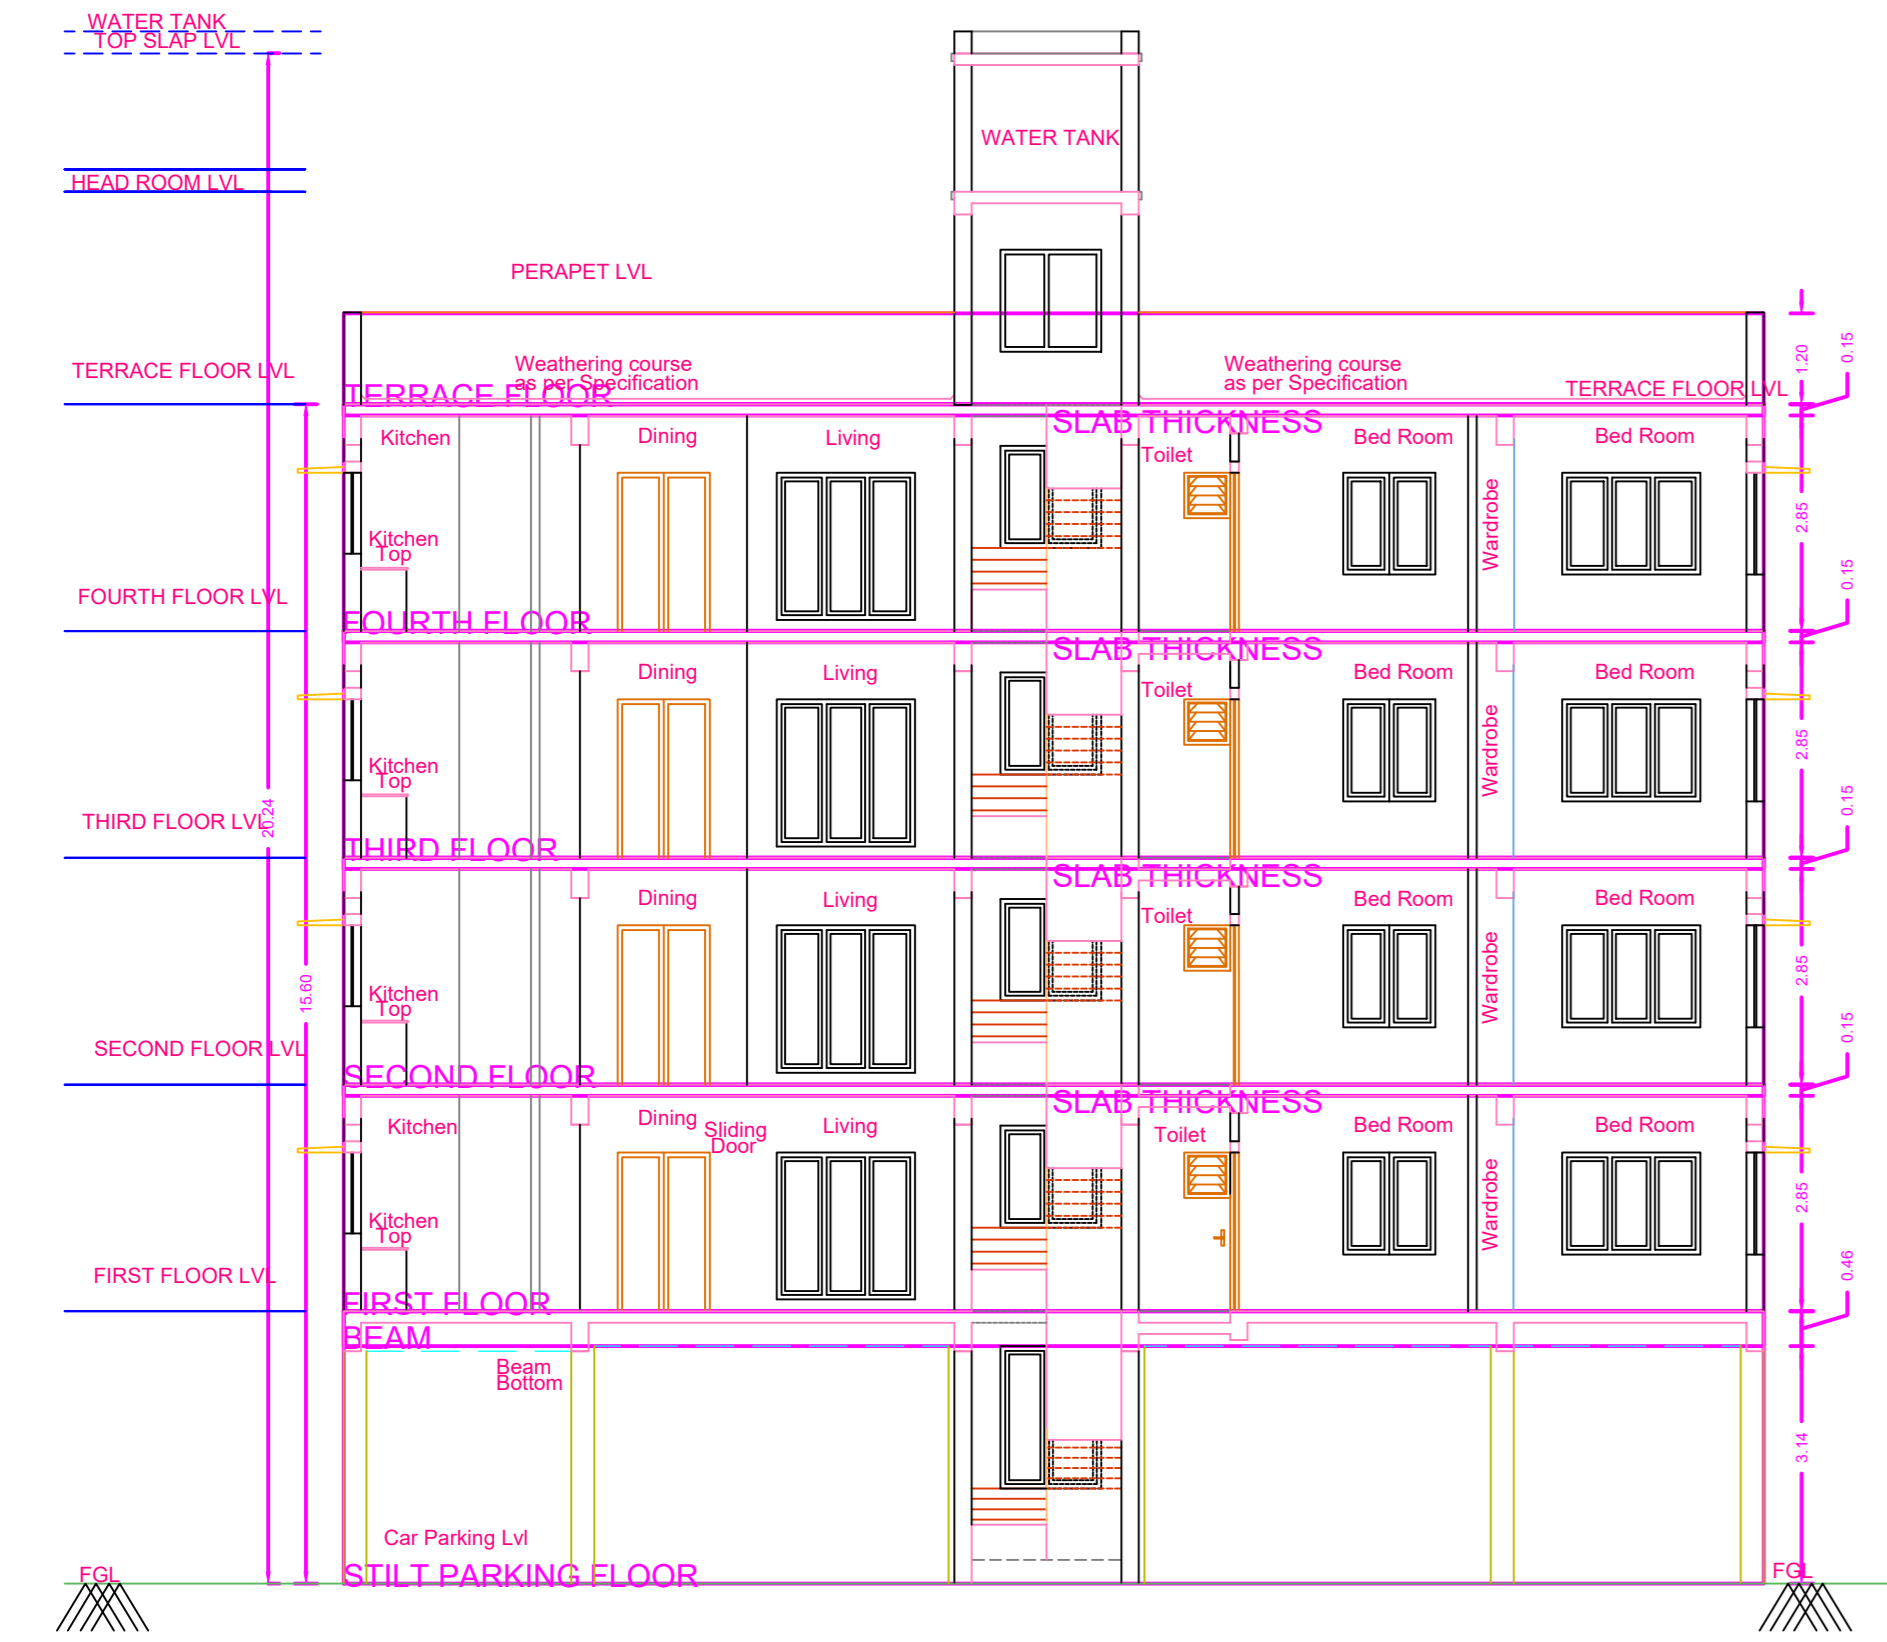 WATER TANK
TOP SLAP LVL
WATER TANK
HEAD ROOM LVL
PERAPET LVL
TERRACE FLOOR LVL
Weathering course
as per Specification
Weathering course
as per Specification
1.20
0.15
TERRACE FLOOR
TERRACE FLOOR LVL
SLAB THICKNESS
Kitchen
Dining
Living
Toilet
Bed Room
Bed Room
Wardrobe
2.85
Kitchen
Top
FOURTH FLOOR LVL
0.15
FOURTH FLOOR
SLAB THICKNESS
Dining
Living
Toilet
Bed Room
Bed Room
Wardrobe
2.85
Kitchen
Top
THIRD FLOOR LVL
20.24
0.15
THIRD FLOOR
SLAB THICKNESS
Dining
Living
Toilet
Bed Room
Bed Room
Wardrobe
2.85
Kitchen
Top
15.60
SECOND FLOOR LVL
0.15
SECOND FLOOR
SLAB THICKNESS
Kitchen
Dining
Sliding
Door
Living
Toilet
Bed Room
Bed Room
Wardrobe
2.85
Kitchen
Top
FIRST FLOOR LVL
0.46
FIRST FLOOR
BEAM
Beam
Bottom
3.14
Car Parking Lvl
FGL
STILT PARKING FLOOR
FGL